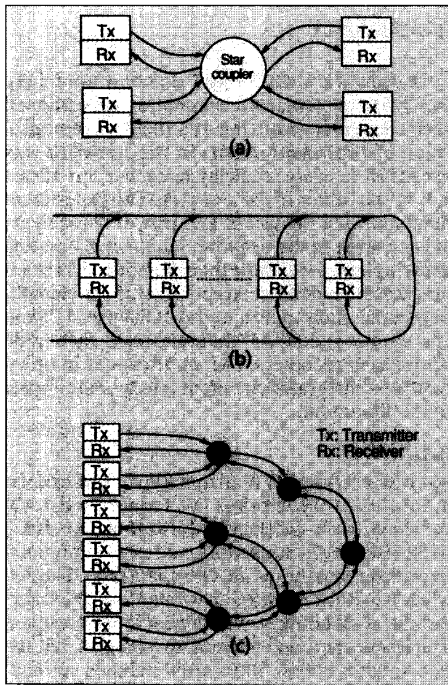 Tx
Rx
Tx
Rx
Star
coupler
Tx
Rx
Tx
Rx
(a)
Tx
Rx
Tx
Rx
Tx
Rx
Tx
Rx
(b)
Tx: Transmitter
Rx: Receiver
Tx
Rx
Tx
Rx
Tx
Rx
Tx
Rx
Tx
Rx
Tx
Rx
(c)